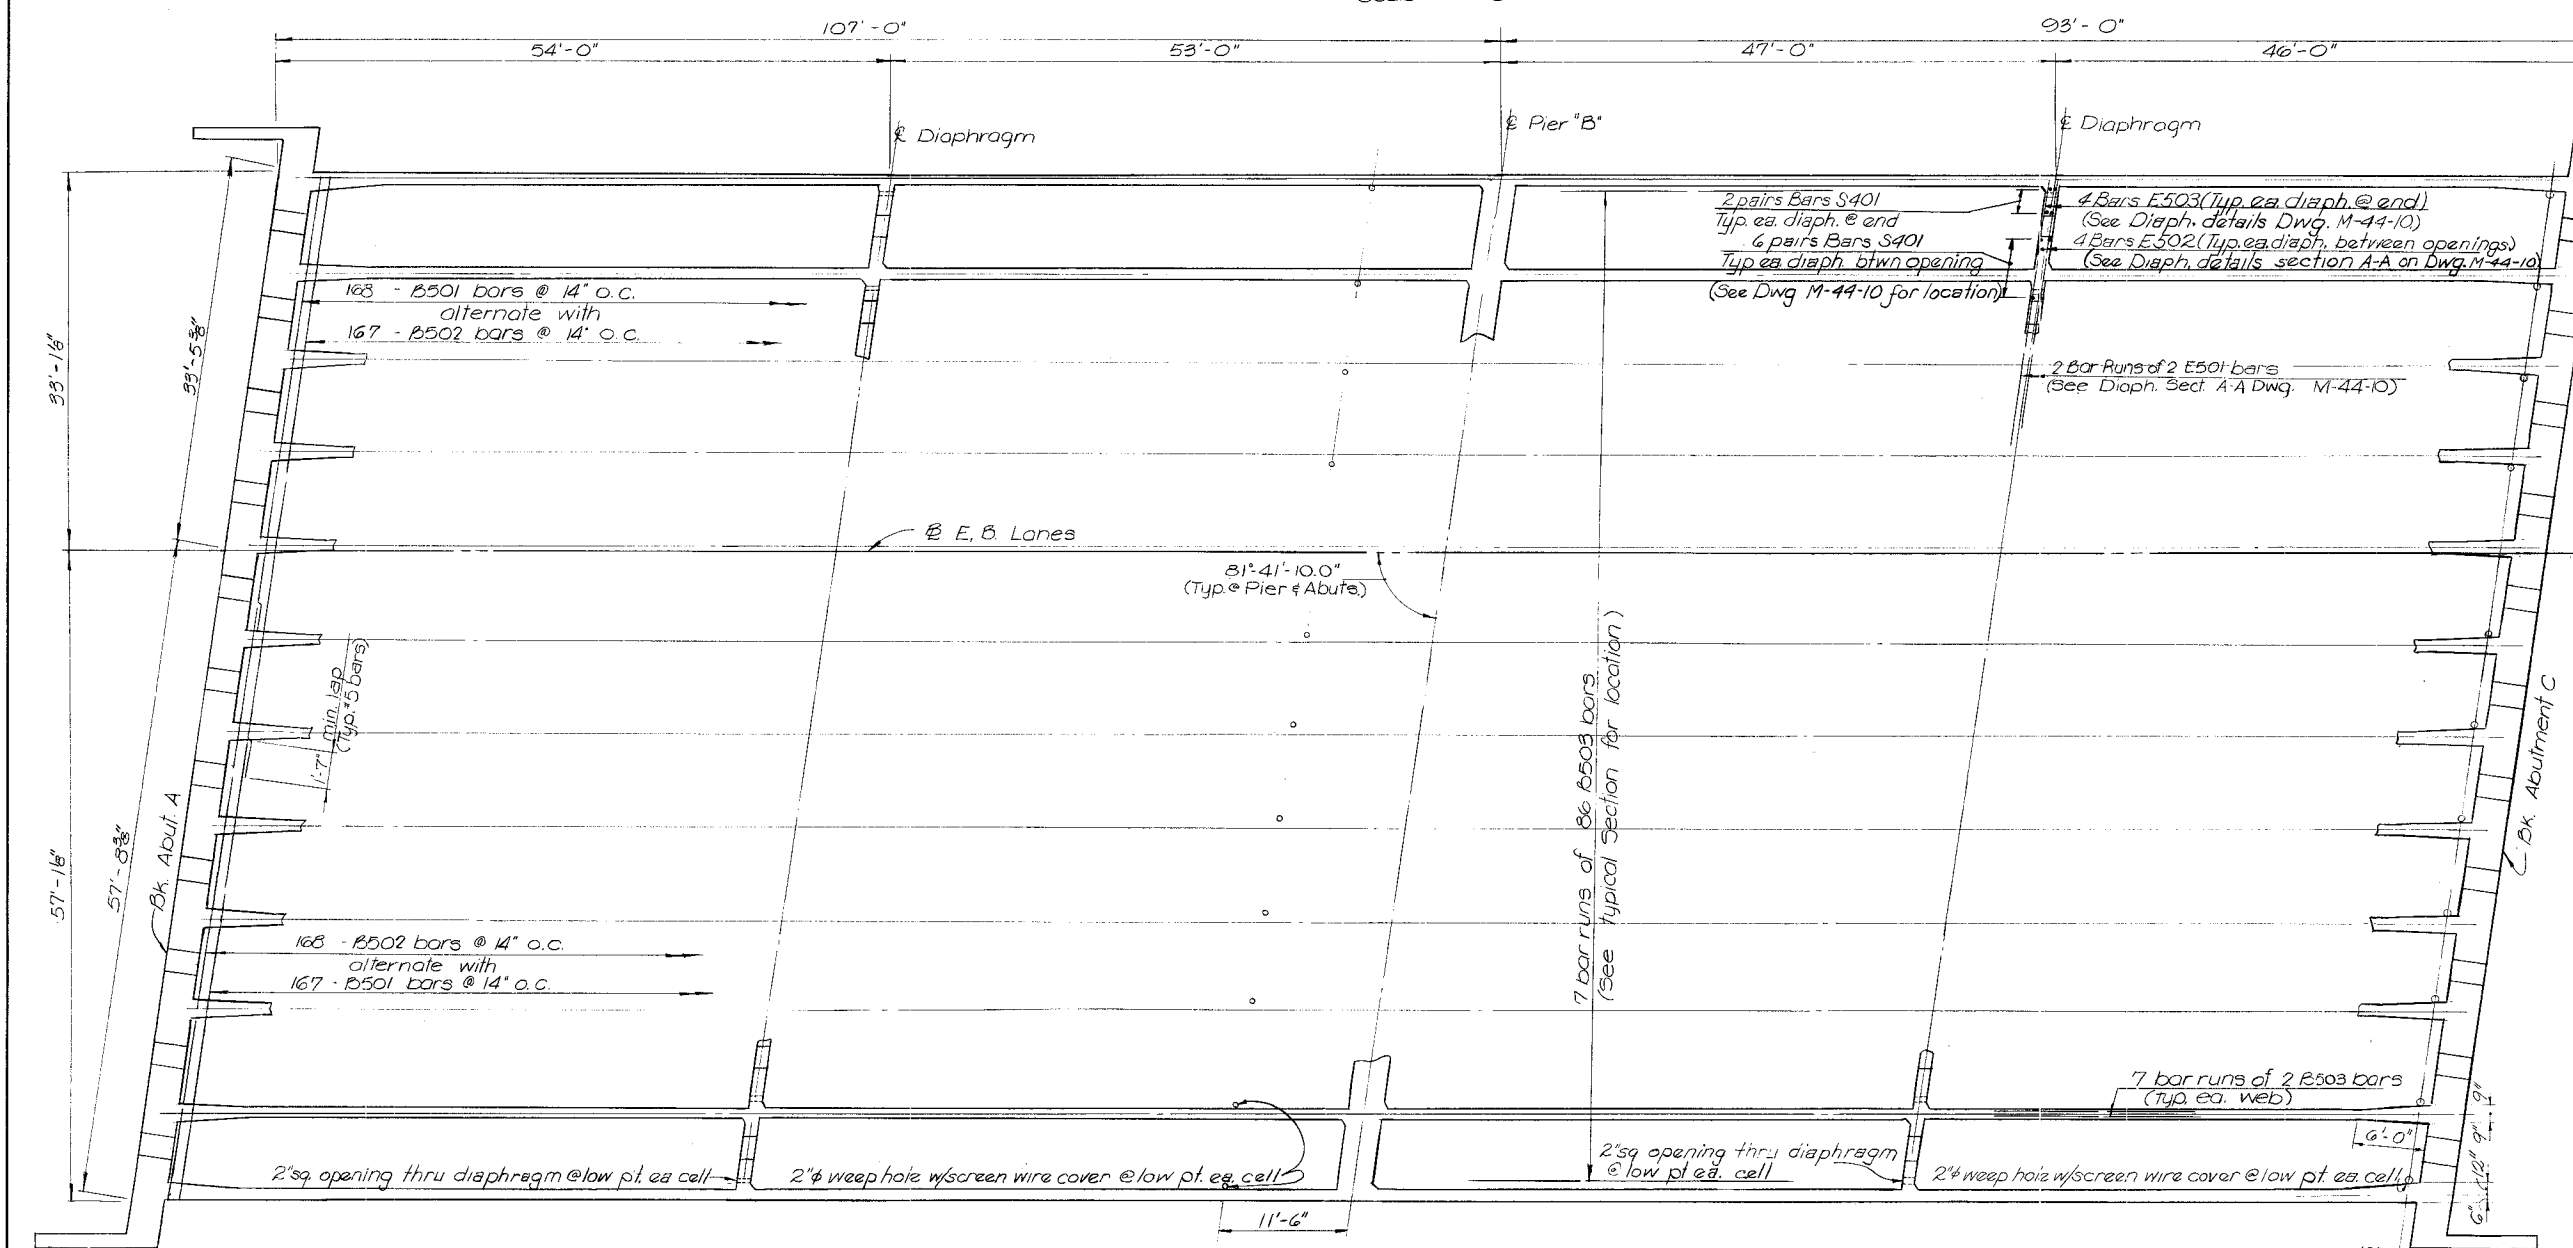 107'-0"
93'-0"
54'-0"
53'-0"
47'-0"
46'-0"
℄ Diaphragm
℄ Pier "B"
℄ Diaphragm
2 pairs Bars S401
Typ. ea. diaph. @ end
6 pairs Bars S401
Typ ea. diaph. btwn opening
(See Dwg M-44-10 for location)
4 Bars E503 (Typ. ea. diaph. @ end)
(See Diaph. details Dwg. M-44-10)
4 Bars E502 (Typ. ea. diaph. between openings)
(See Diaph. details section A-A on Dwg. M-44-10)
168 - B501 bars @ 14" o.c.
alternate with
167 - B502 bars @ 14" o.c.
2 Bar Runs of 2 E501 bars
(See Diaph. Sect. A-A Dwg. M-44-10)
33'-1⅛"
33'-5⅜"
℄ E. B. Lanes
81°-41'-10.0"
(Typ. @ Pier & Abuts.)
1'-7" min. lap
(Typ. #5 bars)
7 bar runs of 86 B503 bars
(See typical section for location)
Bk. Abut. A
Bk. Abutment C
57'-1⅛"
57'-8⅜"
168 - B502 bars @ 14" o.c.
alternate with
167 - B501 bars @ 14" o.c.
7 bar runs of 2 B503 bars
(Typ. ea. web)
2" sq. opening thru diaphragm @ low pt. ea cell
2"ϕ weep hole w/screen wire cover @ low pt. ea. cell
2" sq opening thru diaphragm
@ low pt ea. cell
2"ϕ weep hole w/screen wire cover @ low pt. ea. cell
6'-0"
9"
9"
12"
6"
11'-6"